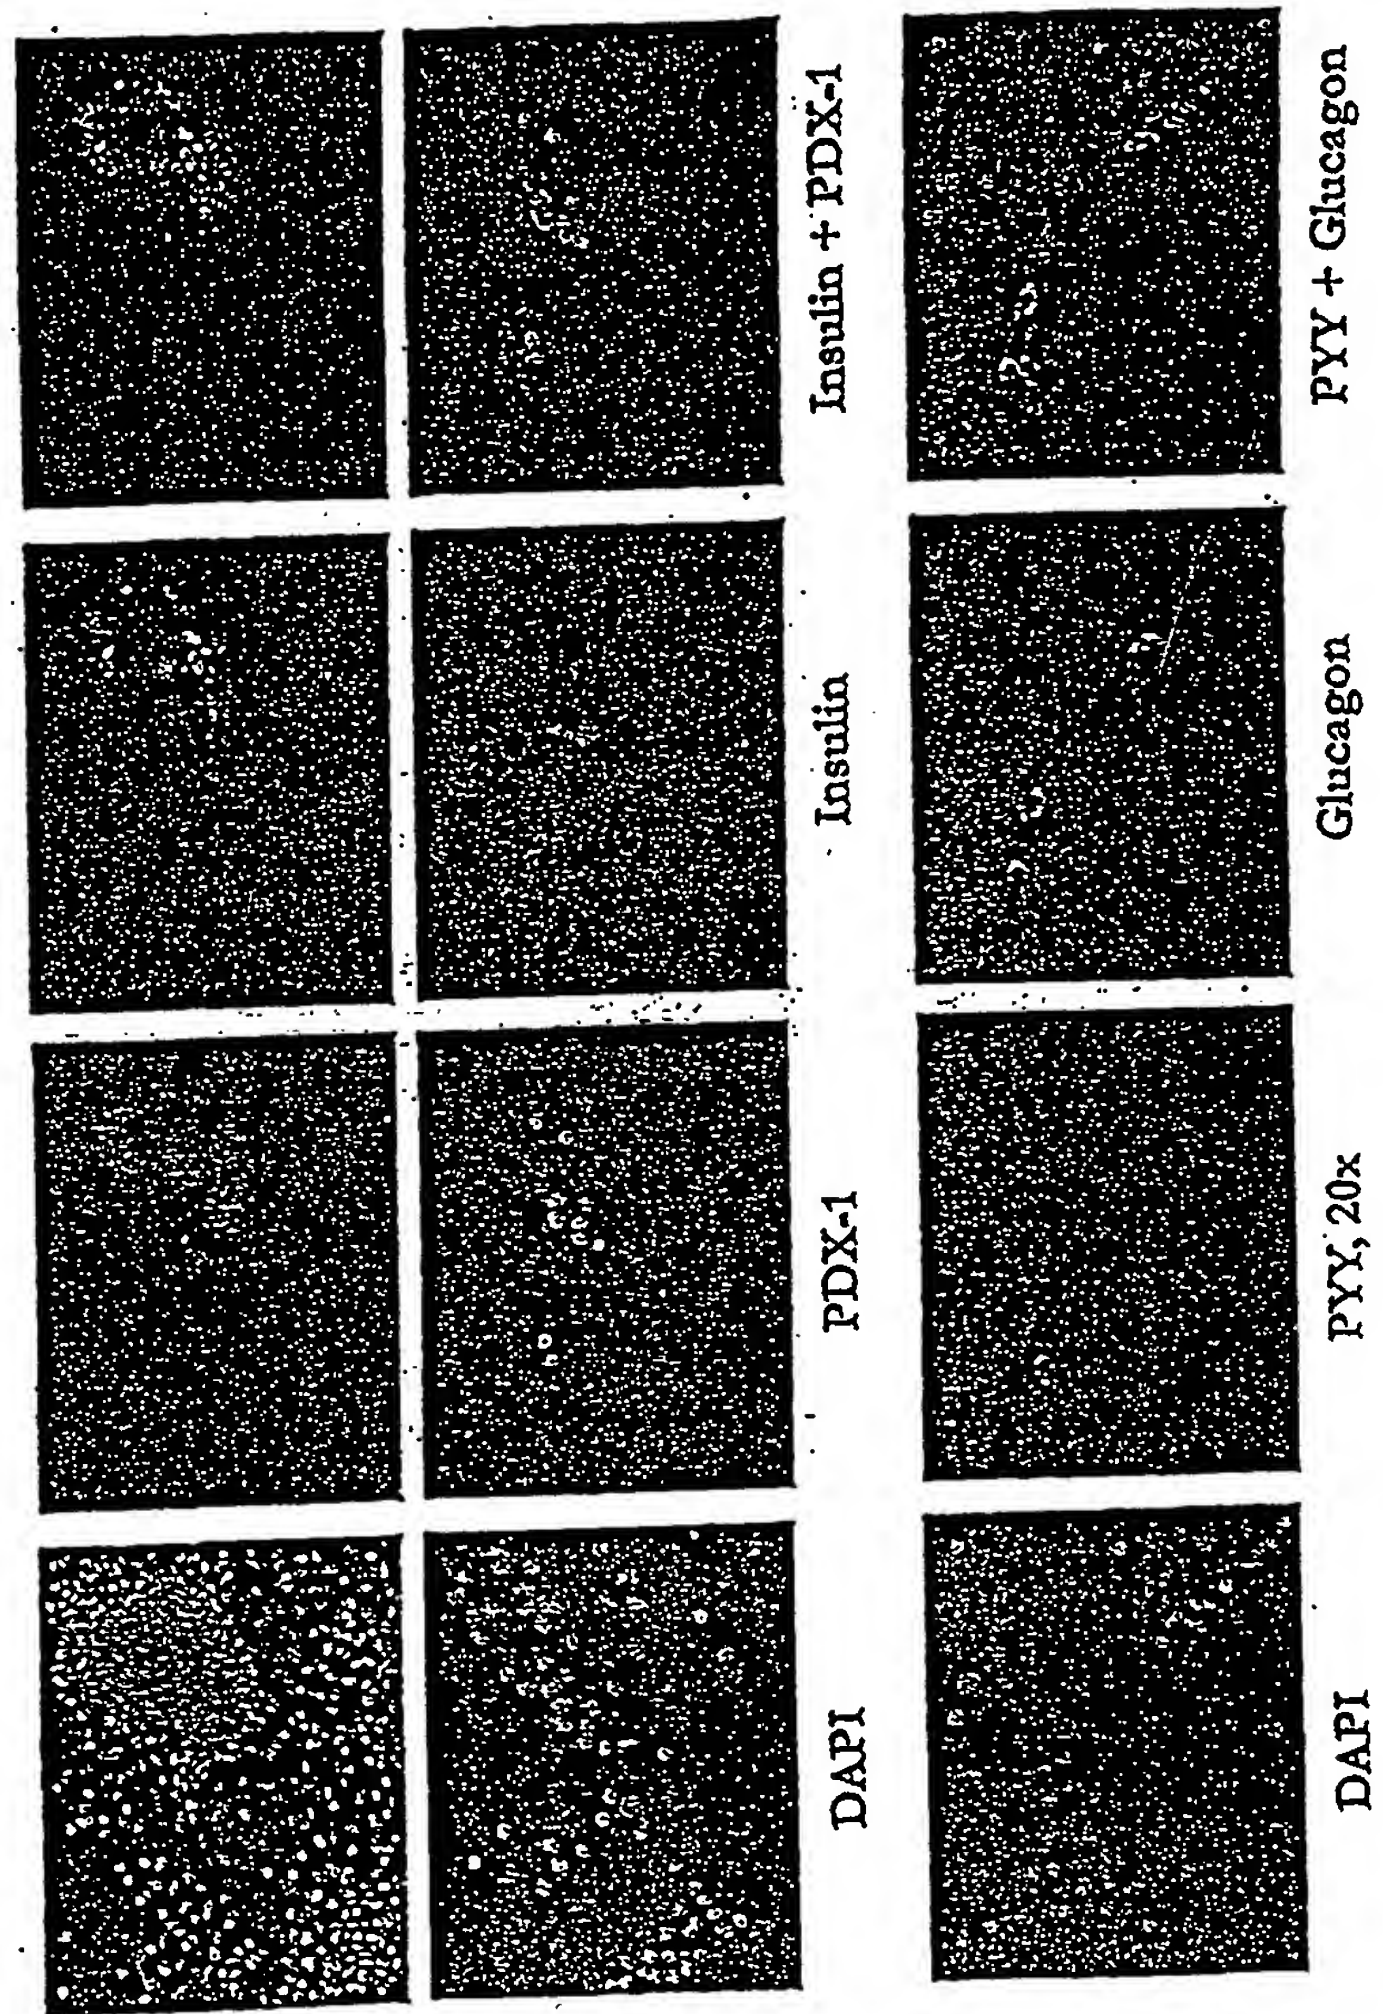 DAPI
PDX-1
Insulin
Insulin + PDX-1
DAPI
PYY, 20x
Glucagon
PYY + Glucagon